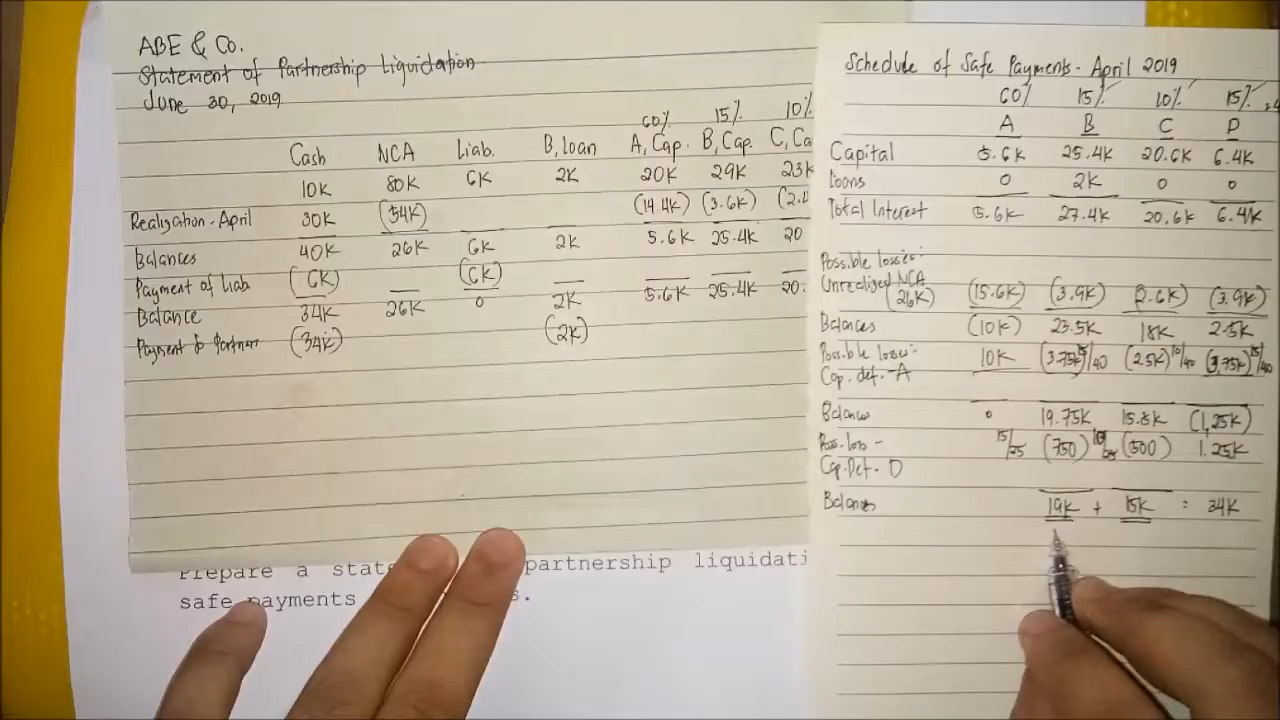 ABE & Co.
Statement of Partnership Liquidation
June 30, 2019
60% 15% 10%
Cash NCA Liab. B, loan A, Cap. B, Cap. C, Ca
10K 80K 6K 2K 20K 29K 23K
Realization - April 30K (54K) (14.4K) (3.6K) (2.4
Balances 40K 26K 6K 2K 5.6K 25.4K 20
Payment of Liab. (6K) — (6K) — — — —
Balance 34K 26K 0 2K 5.6K 25.4K 20.
Payment to Partners (34K) (2K)
Prepare a state partnership liquidati
safe payments s.
Schedule of Safe Payments - April 2019
60% 15% 10% 15%
A B C D
Capital 5.6K 25.4K 20.6K 6.4K
Loans 0 2K 0 0
Total Interest 5.6K 27.4K 20.6K 6.4K
Possible losses:
Unrealized NCA
(26K) (15.6K) (3.9K) (2.6K) (3.9K)
Balances (10K) 23.5K 18K 2.5K
Possible losses:
Cap. def. - A 10K (3.75K) 15/40 (2.5K) 10/40 (3.75K) 15/40
Balances 0 19.75K 15.5K (1.25K)
Poss. loss - 15/25 (750) 10/25 (500) 1.25K
Cap. Def. - D
Balances 19K + 15K = 34K